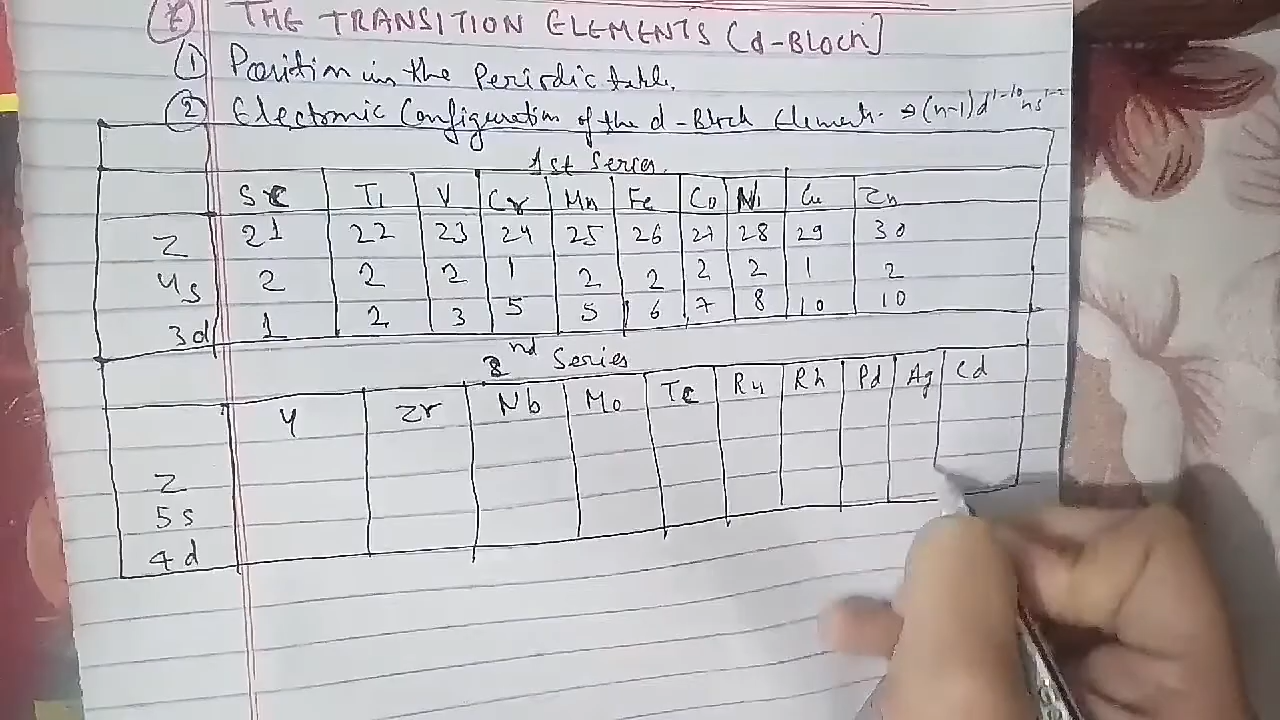 (*) THE TRANSITION ELEMENTS (d-BLOCK]
(1) Position in the Periodic table.
(2) Electronic Configuration of the d-Block Elements → (n-1)d¹⁻¹⁰ns¹⁻²
1st Series
Sc Ti V Cr Mn Fe Co Ni Cu Zn
Z 21 22 23 24 25 26 27 28 29 30
4s 2 2 2 1 2 2 2 2 1 2
3d 1 2 3 5 5 6 7 8 10 10
2nd Series
Y Zr Nb Mo Tc Ru Rh Pd Ag Cd
Z
5s
4d